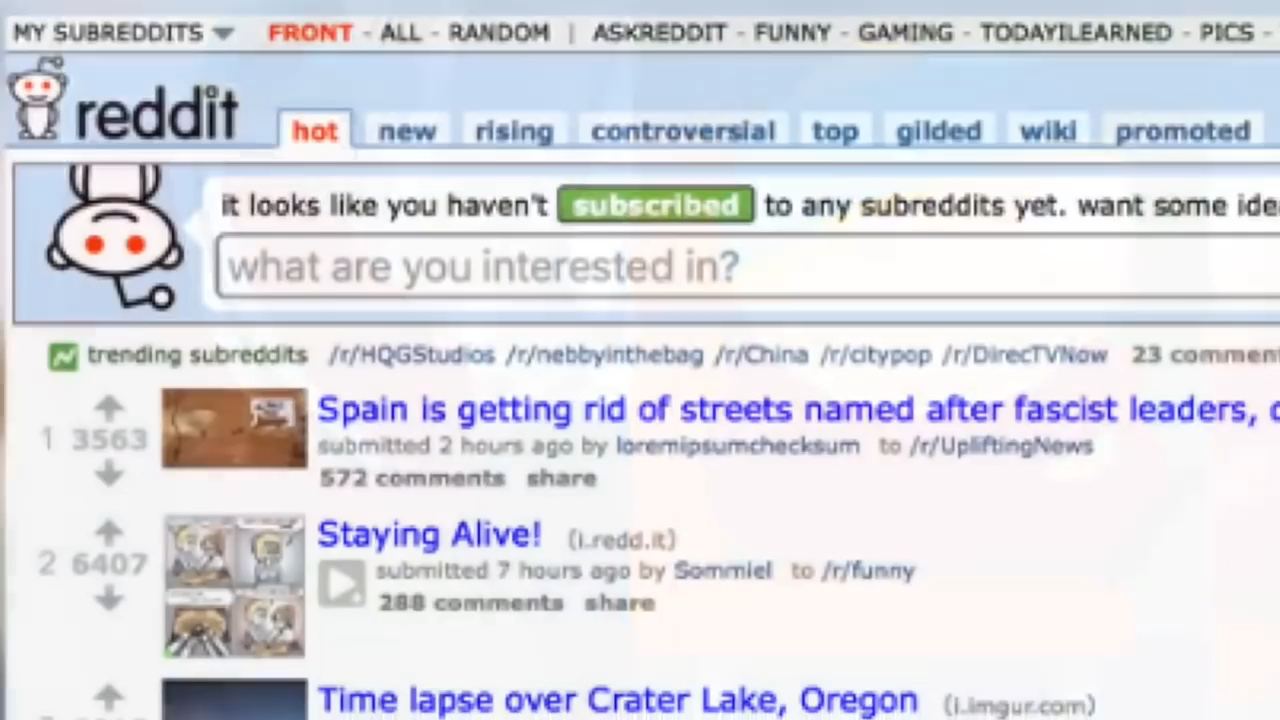 MY SUBREDDITS FRONT - ALL - RANDOM | ASKREDDIT - FUNNY - GAMING - TODAYILEARNED - PICS -
reddit hot new rising controversial top gilded wiki promoted
it looks like you haven't subscribed to any subreddits yet. want some
what are you interested in?
trending subreddits /r/HQGStudios /r/nebbyinthebag /r/China /r/citypop /r/DirecTVNow 23
Spain is getting rid of streets named after fascist leaders,
1 3563 submitted 2 hours ago by loremipsumchecksum to /r/UpliftingNews
572 comments share
Staying Alive! (i.redd.it)
2 6407 submitted 7 hours ago by Sommiel to /r/funny
288 comments share
Time lapse over Crater Lake, Oregon (i.imgur.com)